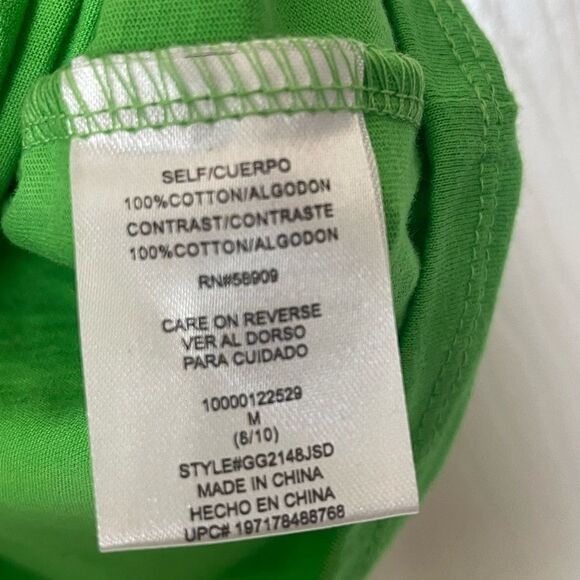 SELF/CUERPO
100%COTTON/ALGODON
CONTRAST/CONTRASTE
100%COTTON/ALGODON
RN#58909
CARE ON REVERSE
VER AL DORSO
PARA CUIDADO
10000122529
M
(8/10)
STYLE#GG2148JSD
MADE IN CHINA
HECHO EN CHINA
UPC# 197178488768